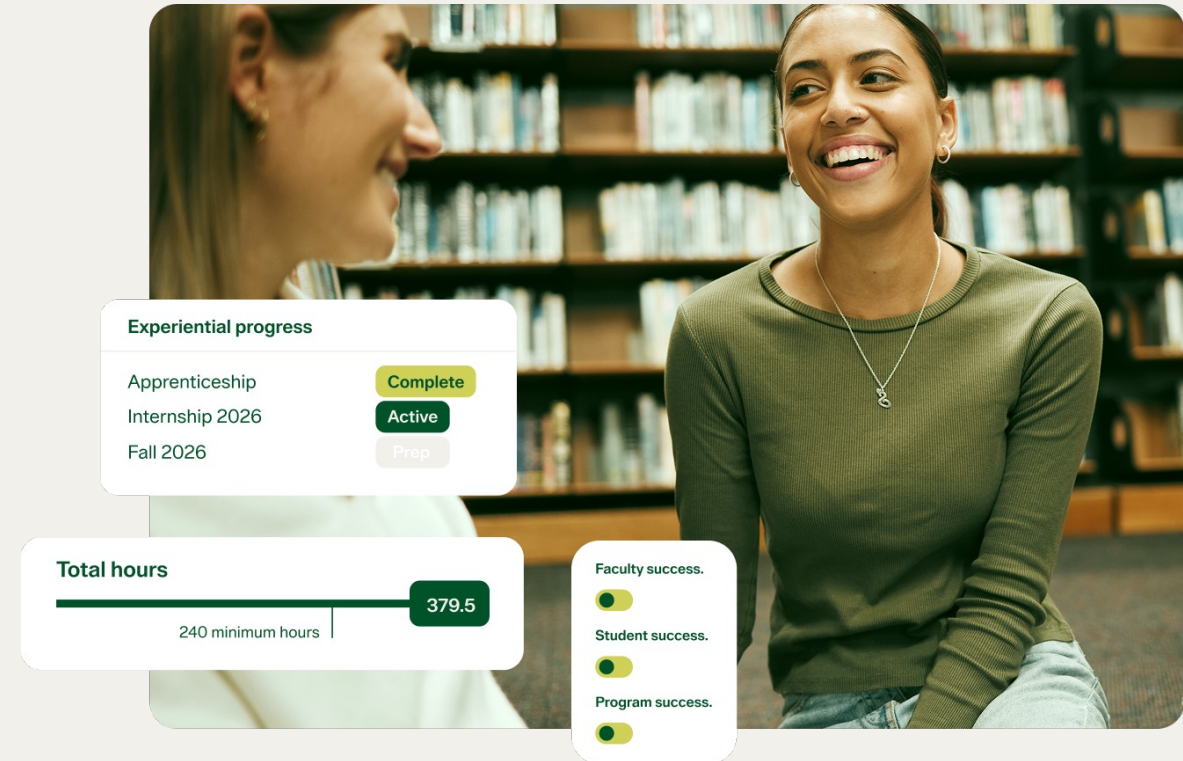 Experiential progress
Apprenticeship Complete
Internship 2026 Active
Fall 2026 Prep
Total hours
379.5
240 minimum hours
Faculty success.
Student success.
Program success.